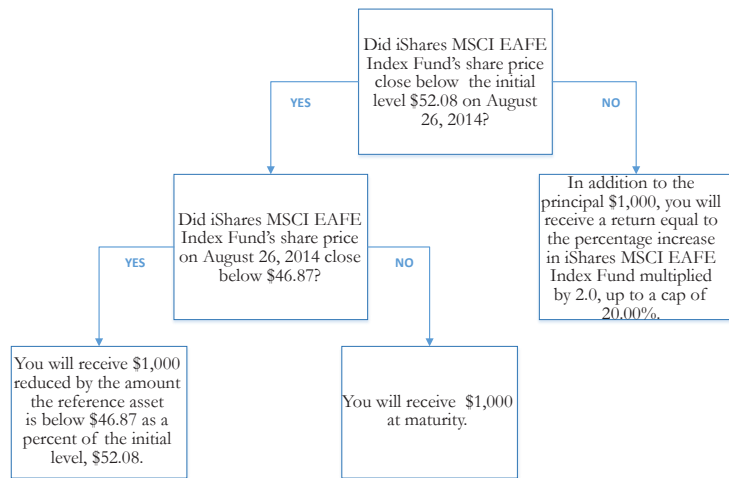 Did iShares MSCI EAFE
Index Fund's share price
close below the initial
level $52.08 on August
26, 2014?
YES
NO
Did iShares MSCI EAFE
Index Fund's share price
on August 26, 2014 close
below $46.87?
In addition to the
principal $1,000, you will
receive a return equal to
the percentage increase
in iShares MSCI EAFE
Index Fund multiplied
by 2.0, up to a cap of
20.00%.
YES
NO
You will receive $1,000
reduced by the amount
the reference asset
is below $46.87 as a
percent of the initial
level, $52.08.
You will receive $1,000
at maturity.